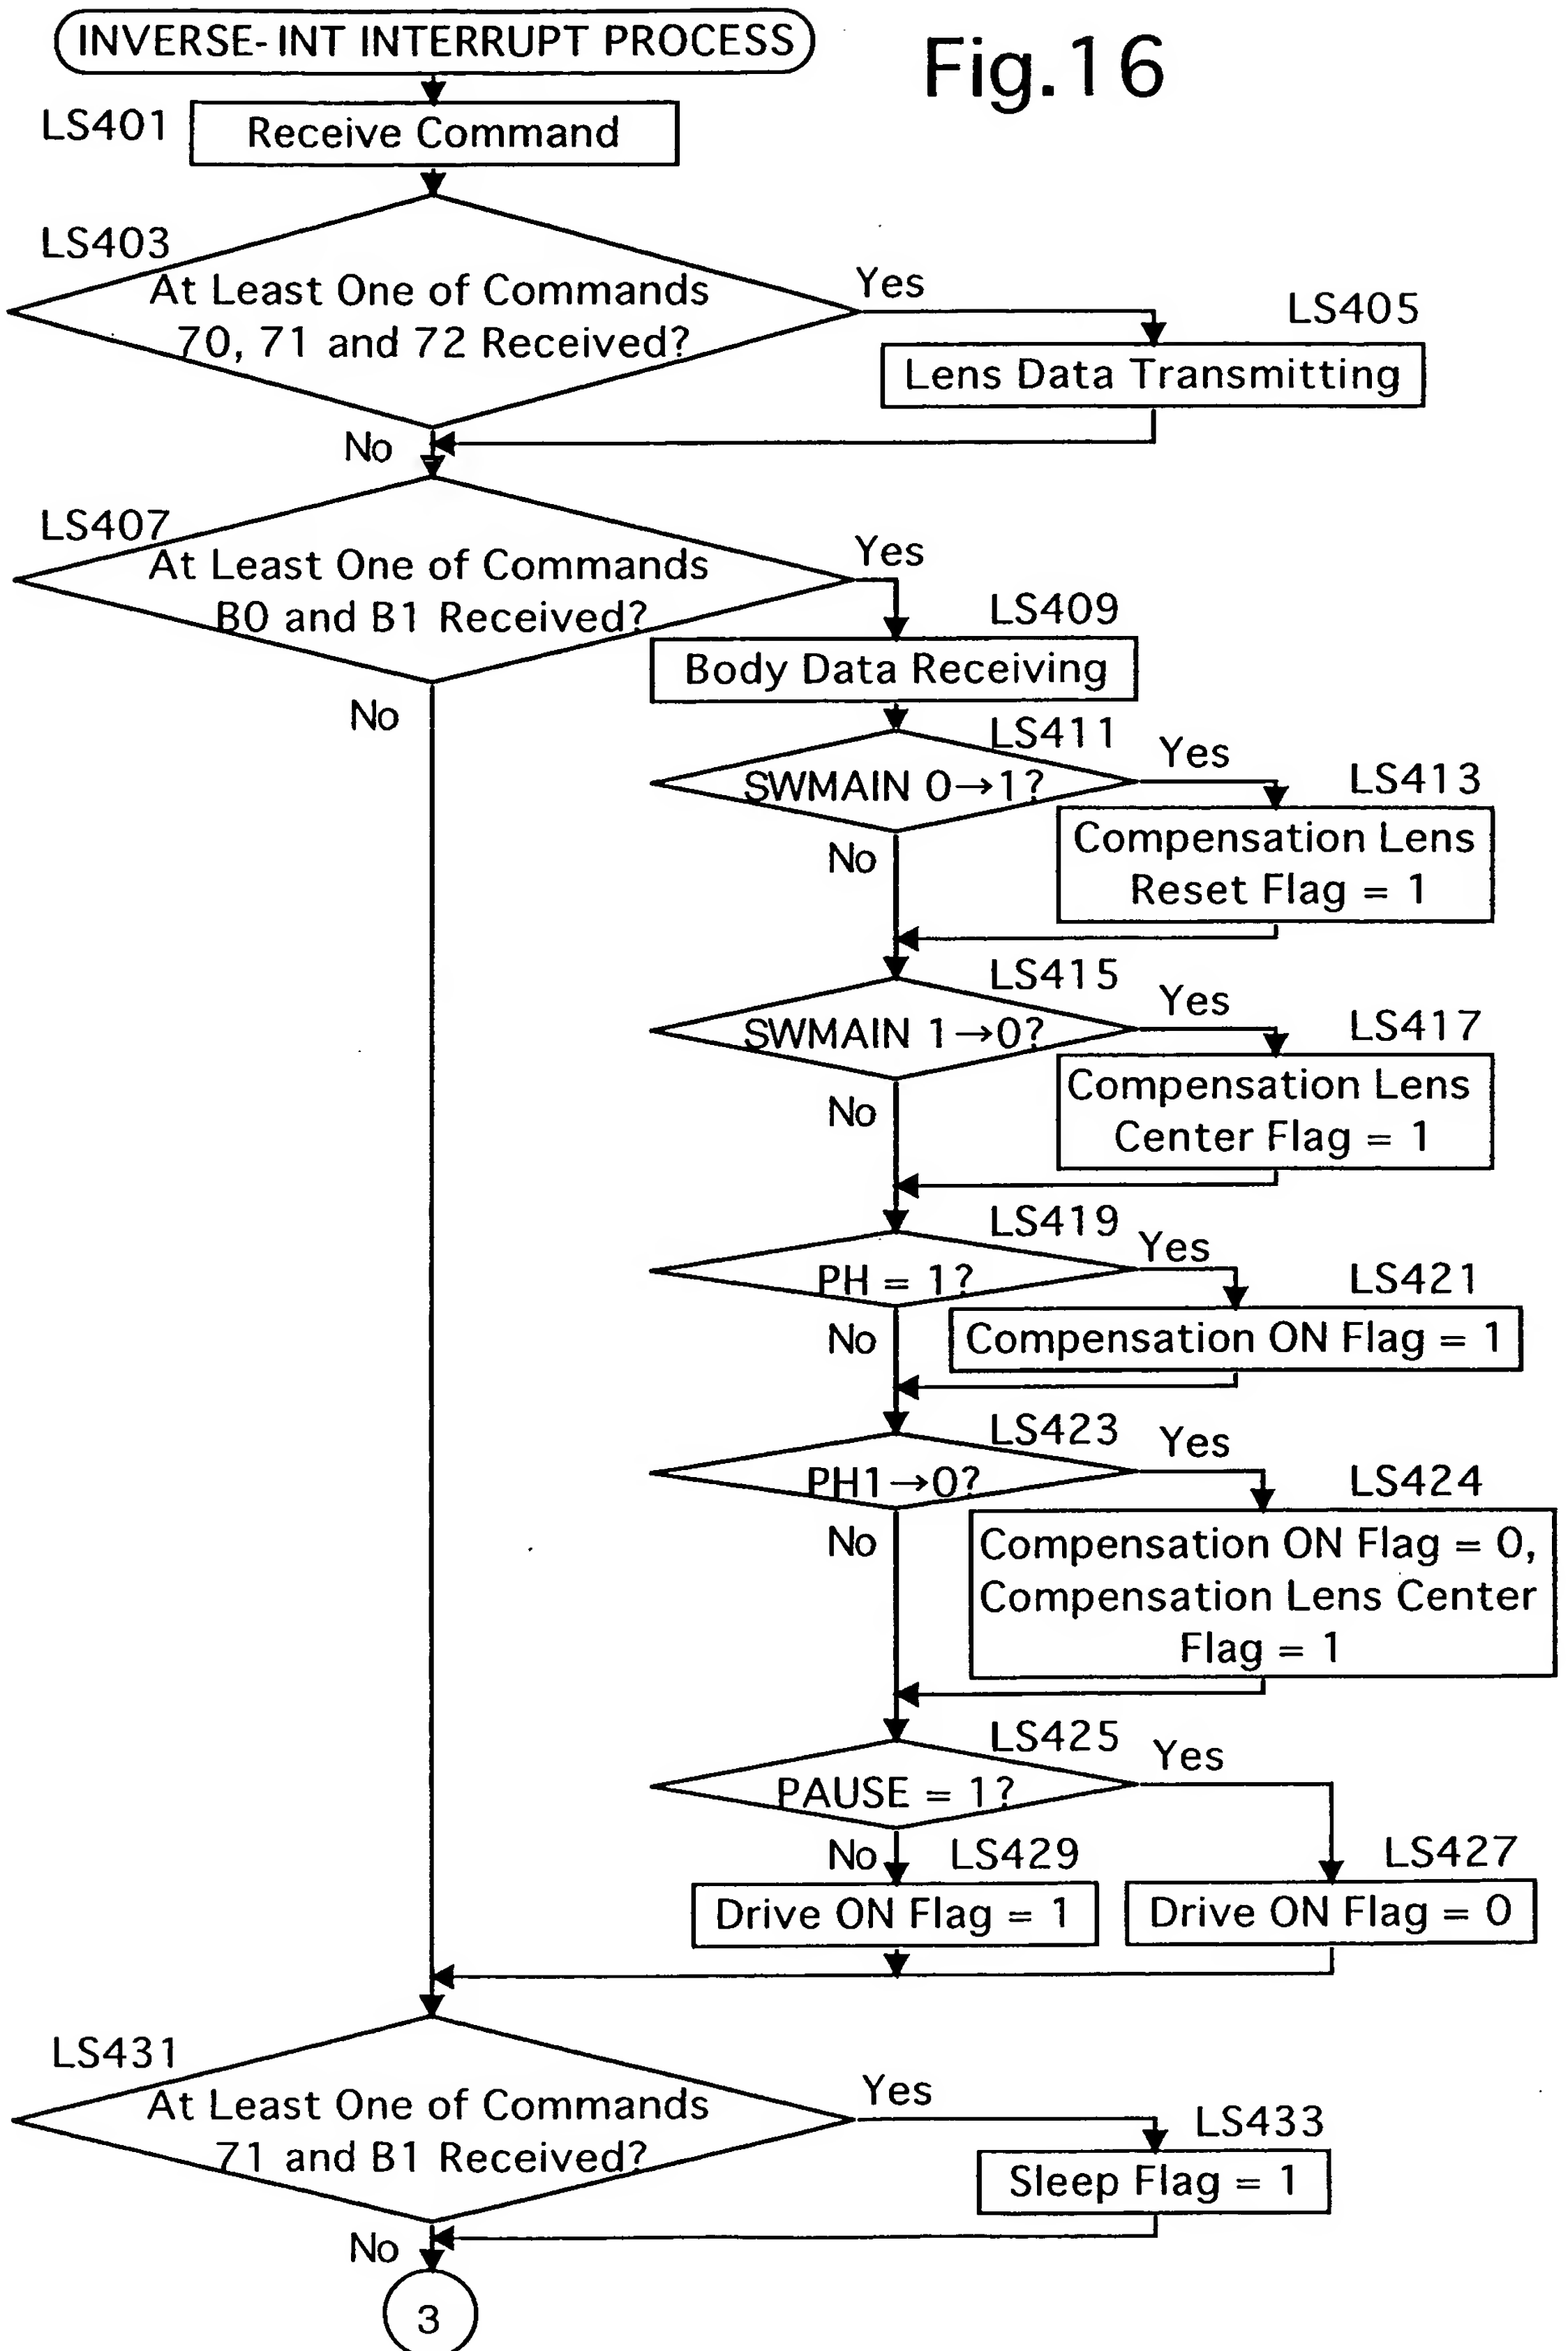 INVERSE-INT INTERRUPT PROCESS
Fig.16
LS401
Receive Command
LS403
At Least One of Commands
70, 71 and 72 Received?
Yes
LS405
Lens Data Transmitting
No
LS407
At Least One of Commands
B0 and B1 Received?
Yes
LS409
Body Data Receiving
No
LS411
SWMAIN 0→1?
Yes
LS413
Compensation Lens
Reset Flag = 1
No
LS415
SWMAIN 1→0?
Yes
LS417
Compensation Lens
Center Flag = 1
No
LS419
PH = 1?
Yes
LS421
Compensation ON Flag = 1
No
LS423
PH1→0?
Yes
LS424
Compensation ON Flag = 0,
Compensation Lens Center
Flag = 1
No
LS425
PAUSE = 1?
Yes
No
LS429
Drive ON Flag = 1
LS427
Drive ON Flag = 0
LS431
At Least One of Commands
71 and B1 Received?
Yes
LS433
Sleep Flag = 1
No
3